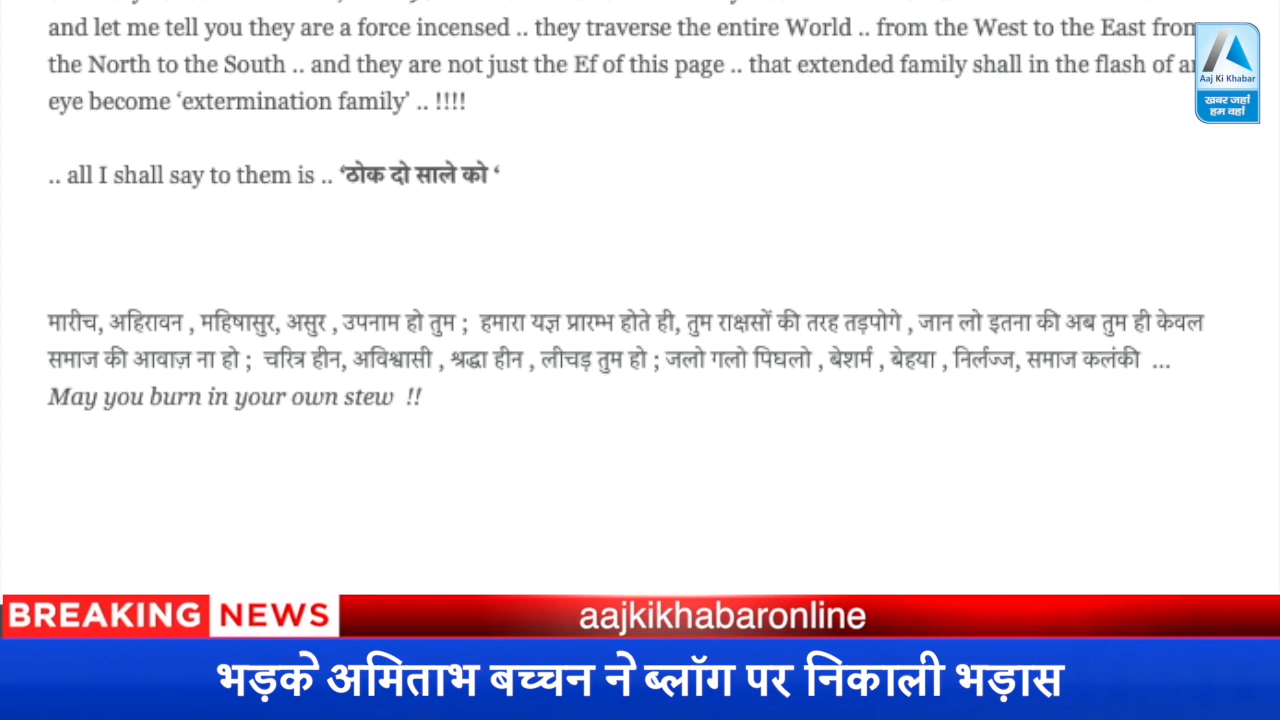 and let me tell you they are a force incensed .. they traverse the entire World .. from the West to the East from
the North to the South .. and they are not just the Ef of this page .. that extended family shall in the flash of an
eye become ‘extermination family’ .. !!!!
.. all I shall say to them is .. ‘ठोक दो साले को ‘
मारीच, अहिरावन , महिषासुर, असुर , उपनाम हो तुम ; हमारा यज्ञ प्रारम्भ होते ही, तुम राक्षसों की तरह तड़पोगे , जान लो इतना की अब तुम ही केवल
समाज की आवाज़ ना हो ; चरित्र हीन, अविश्वासी , श्रद्धा हीन , लीचड़ तुम हो ; जलो गलो पिघलो , बेशर्म , बेहया , निर्लज्ज, समाज कलंकी ...
May you burn in your own stew !!
Aaj Ki Khabar
खबर जहां
हम वहां
BREAKING NEWS
aajkikhabaronline
भड़के अमिताभ बच्चन ने ब्लॉग पर निकाली भड़ास